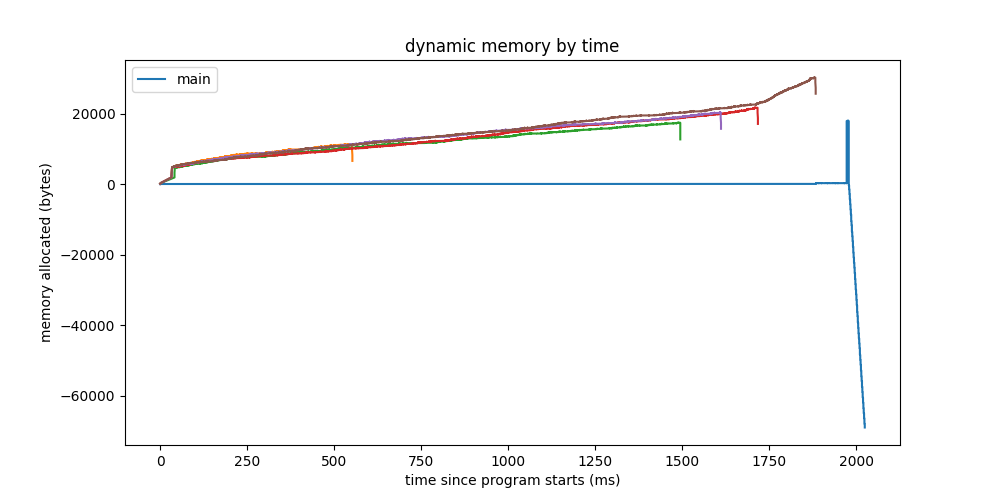 dynamic memory by time
main
20000
0
−20000
−40000
−60000
memory allocated (bytes)
0 250 500 750 1000 1250 1500 1750 2000
time since program starts (ms)